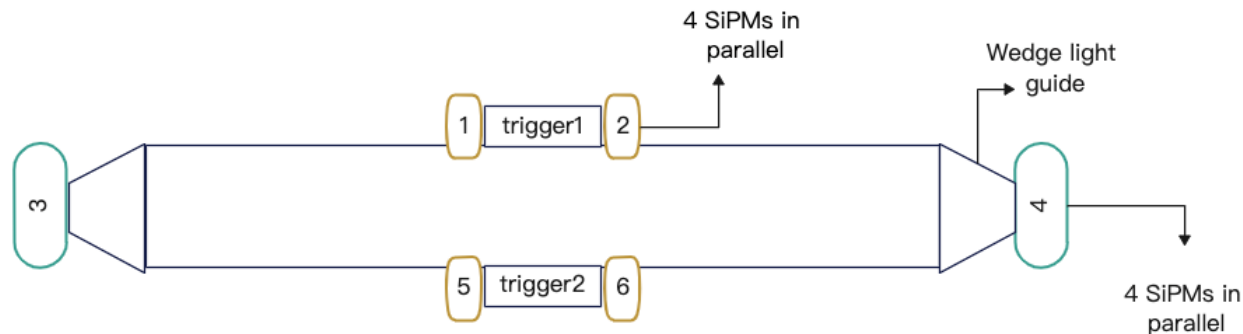 4 SiPMs in
parallel
Wedge light
guide
1
trigger1
2
3
4
5
trigger2
6
4 SiPMs in
parallel